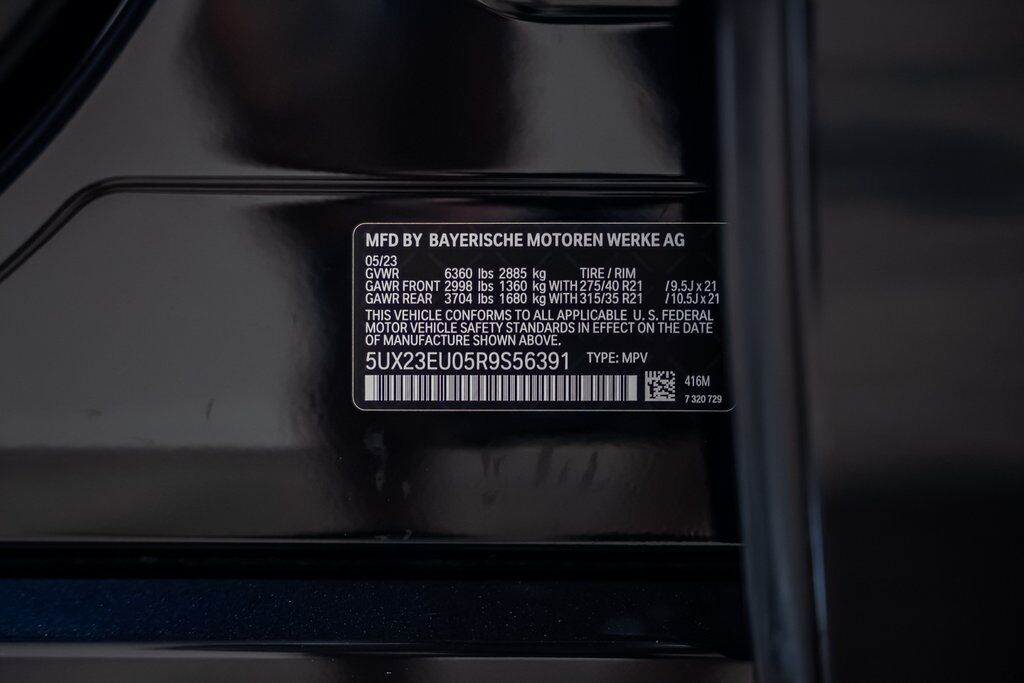 MFD BY BAYERISCHE MOTOREN WERKE AG
05/23
GVWR 6360 lbs 2885 kg TIRE / RIM
GAWR FRONT 2998 lbs 1360 kg WITH 275/40 R21 / 9.5J x 21
GAWR REAR 3704 lbs 1680 kg WITH 315/35 R21 / 10.5J x 21
THIS VEHICLE CONFORMS TO ALL APPLICABLE U. S. FEDERAL
MOTOR VEHICLE SAFETY STANDARDS IN EFFECT ON THE DATE
OF MANUFACTURE SHOWN ABOVE.
5UX23EU05R9S56391 TYPE: MPV
416M
7 320 729